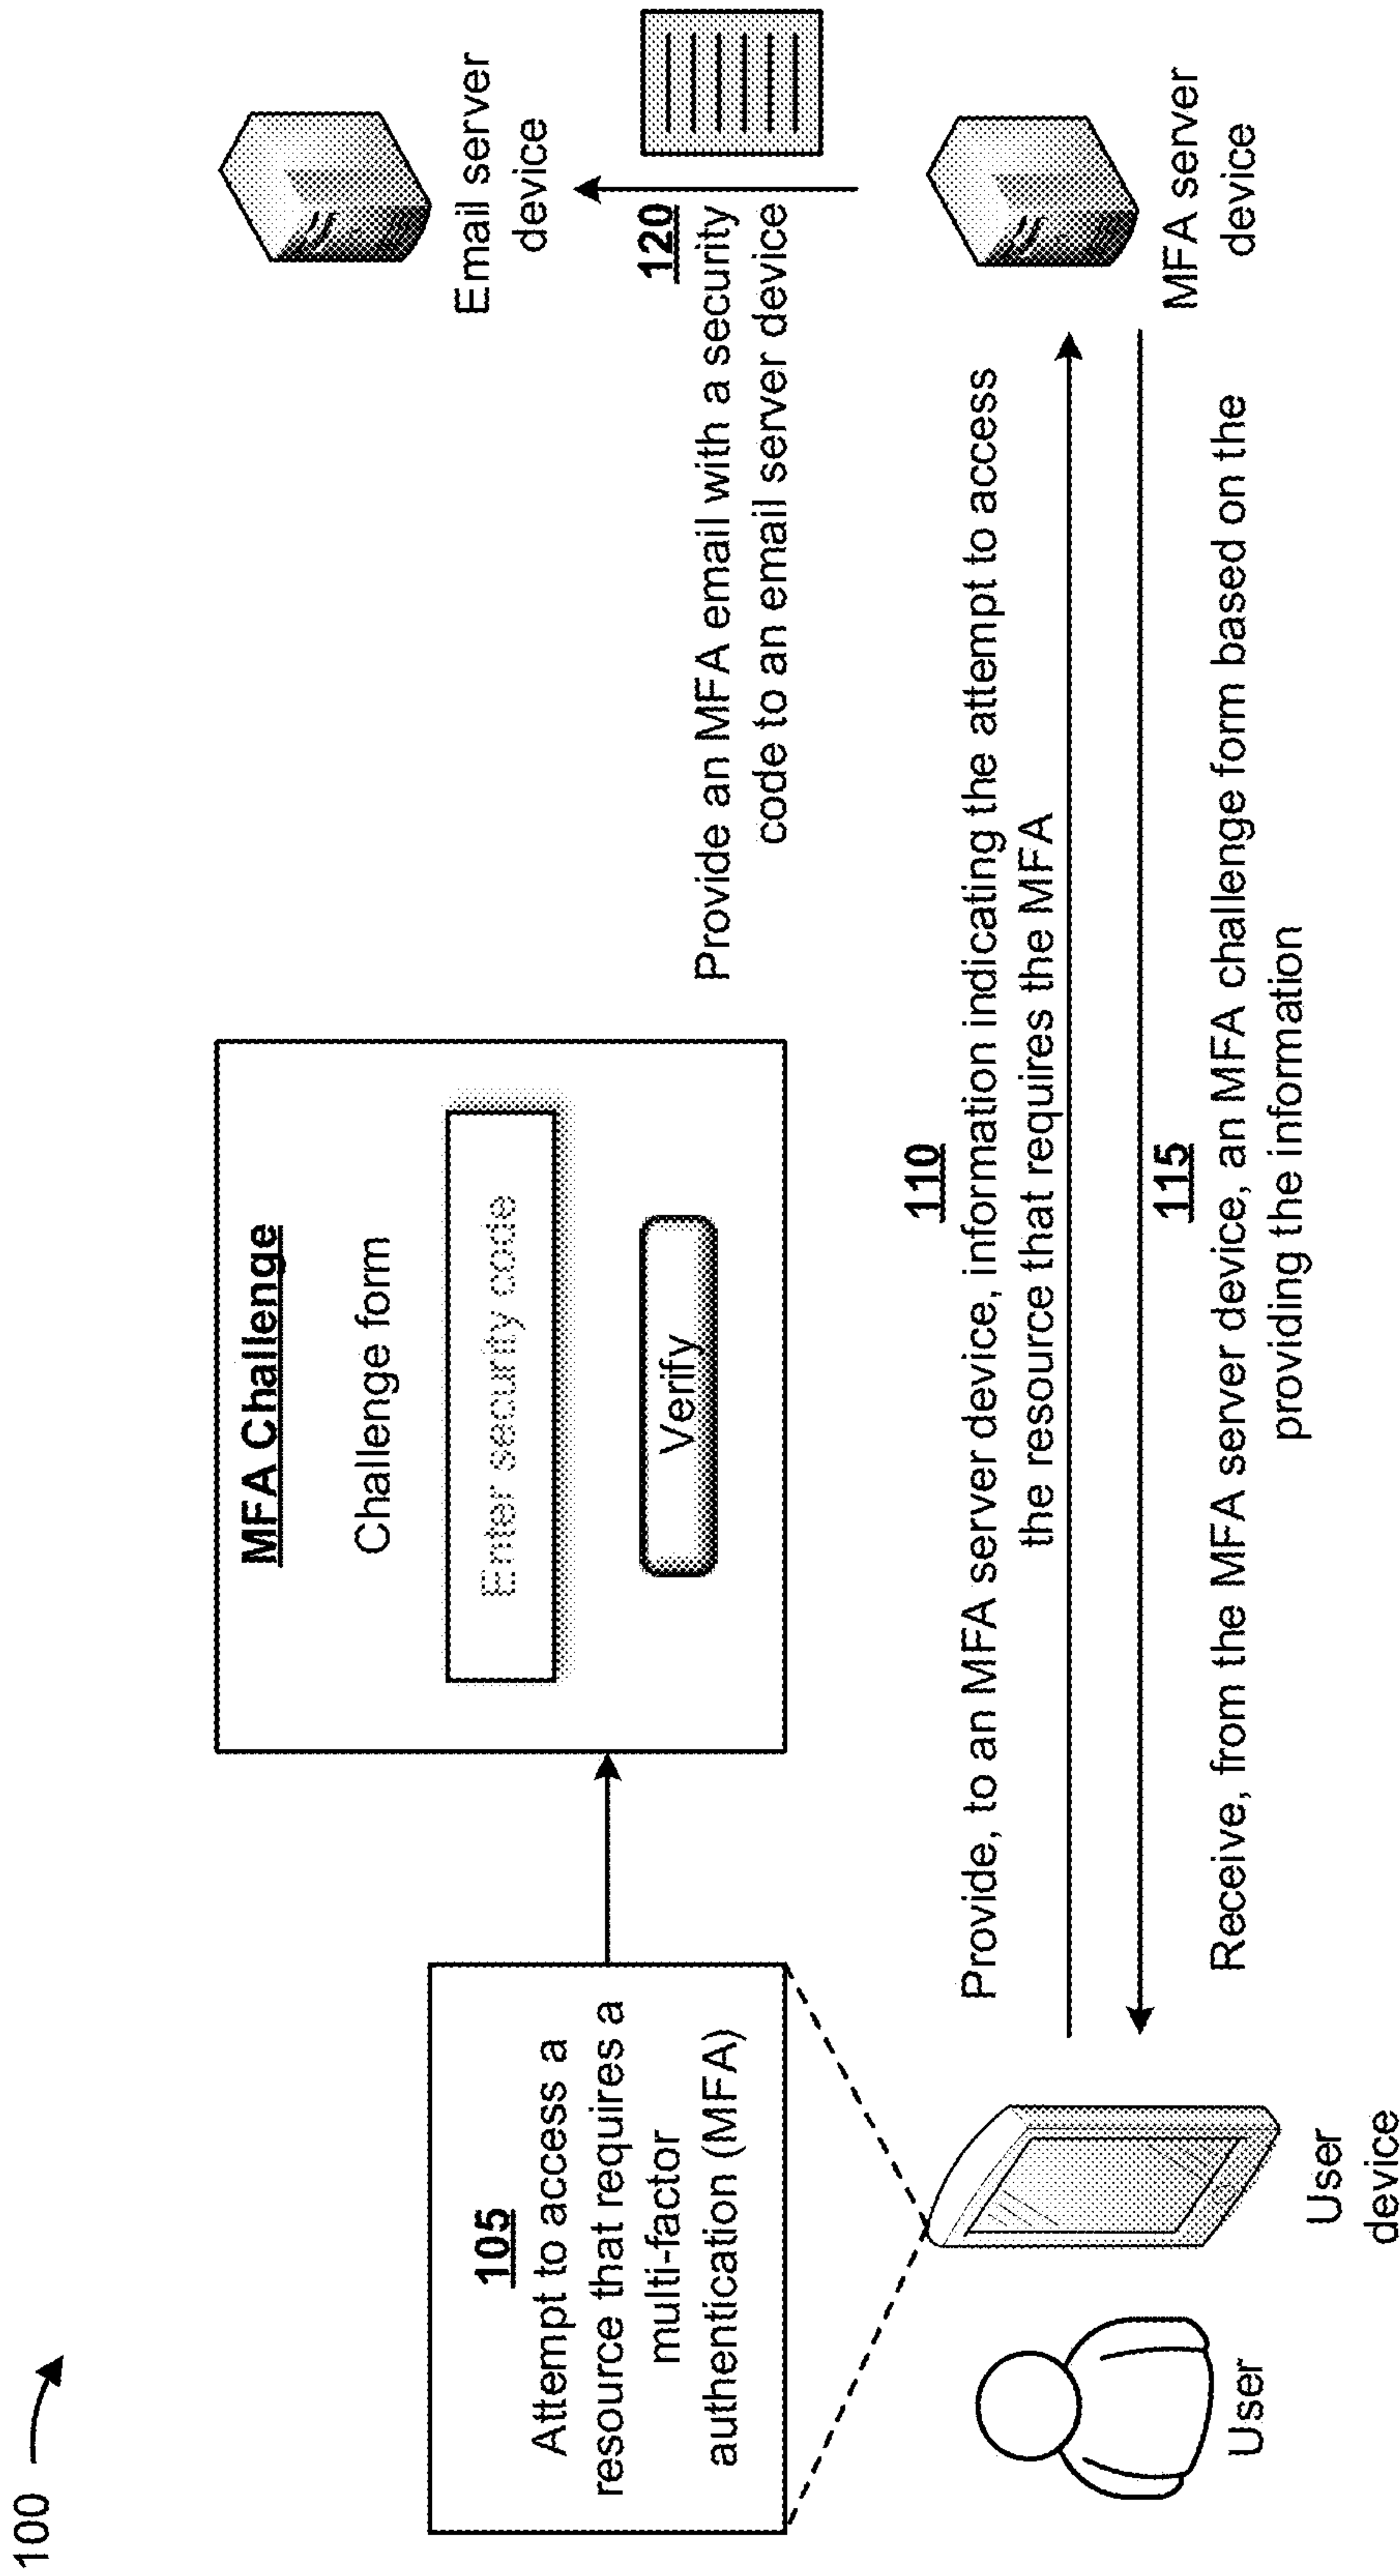 100
105
Attempt to access a
resource that requires a
multi-factor
authentication (MFA)
MFA Challenge
Challenge form
Enter security code
Verify
Email server
device
120
Provide an MFA email with a security
code to an email server device
110
Provide, to an MFA server device, information indicating the attempt to access
the resource that requires the MFA
115
Receive, from the MFA server device, an MFA challenge form based on the
providing the information
User
User
device
MFA server
device